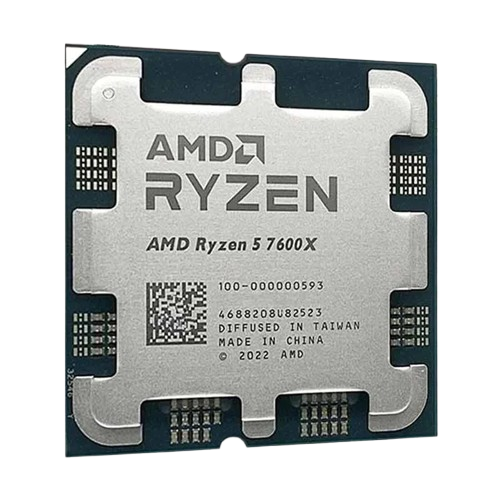 AMD
RYZEN
AMD Ryzen 5 7600X
100-000000593
4688208U82523
DIFFUSED IN TAIWAN
MADE IN CHINA
© 2022 AMD